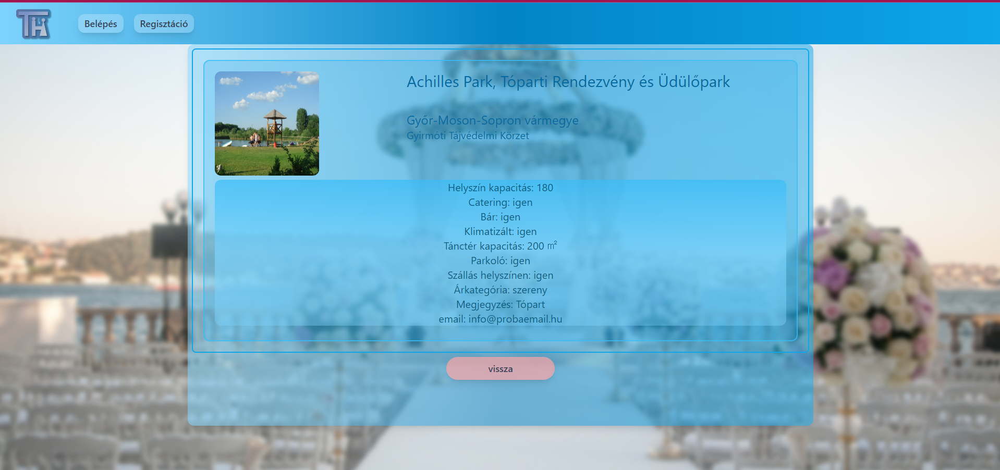 TH
Belépés
Regisztáció
Achilles Park, Tóparti Rendezvény és Üdülőpark
Győr-Moson-Sopron vármegye
Gyirmóti Tájvédelmi Körzet
Helyszín kapacitás: 180
Catering: igen
Bár: igen
Klimatizált: igen
Tánctér kapacitás: 200 ㎡
Parkoló: igen
Szállás helyszínen: igen
Árkategória: szereny
Megjegyzés: Tópart
email: info@probaemail.hu
vissza